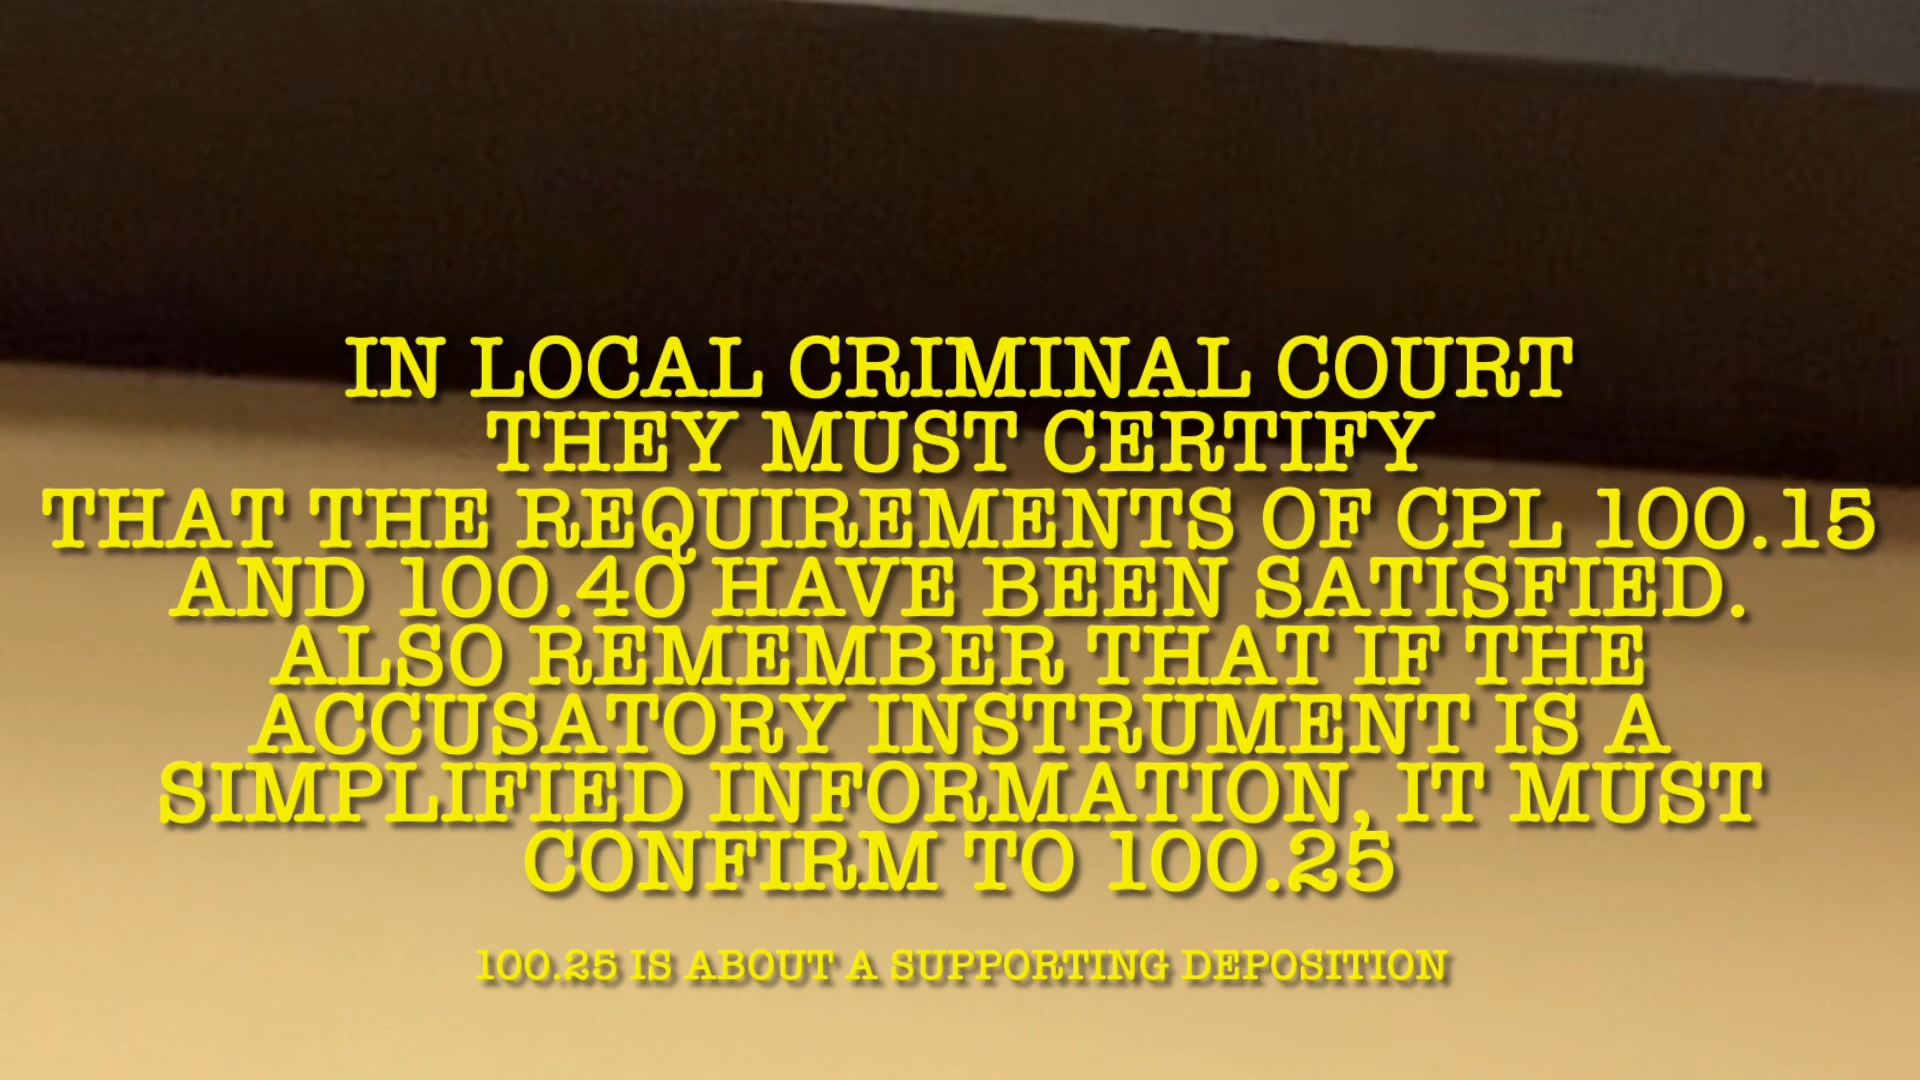 IN LOCAL CRIMINAL COURT
THEY MUST CERTIFY
THAT THE REQUIREMENTS OF CPL 100.15
AND 100.40 HAVE BEEN SATISFIED.
ALSO REMEMBER THAT IF THE
ACCUSATORY INSTRUMENT IS A
SIMPLIFIED INFORMATION, IT MUST
CONFIRM TO 100.25
100.25 IS ABOUT A SUPPORTING DEPOSITION